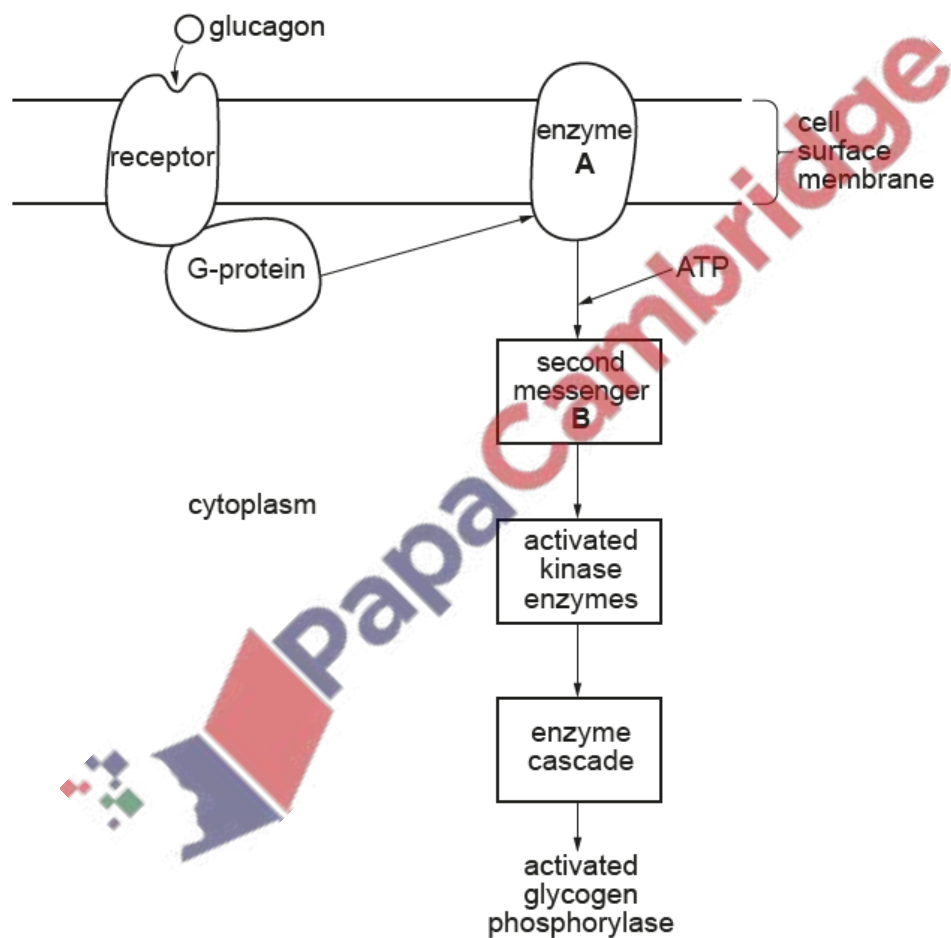 glucagon
receptor
enzyme
A
cell
surface
membrane
G-protein
ATP
second
messenger
B
cytoplasm
activated
kinase
enzymes
enzyme
cascade
activated
glycogen
phosphorylase
PapaCambridge